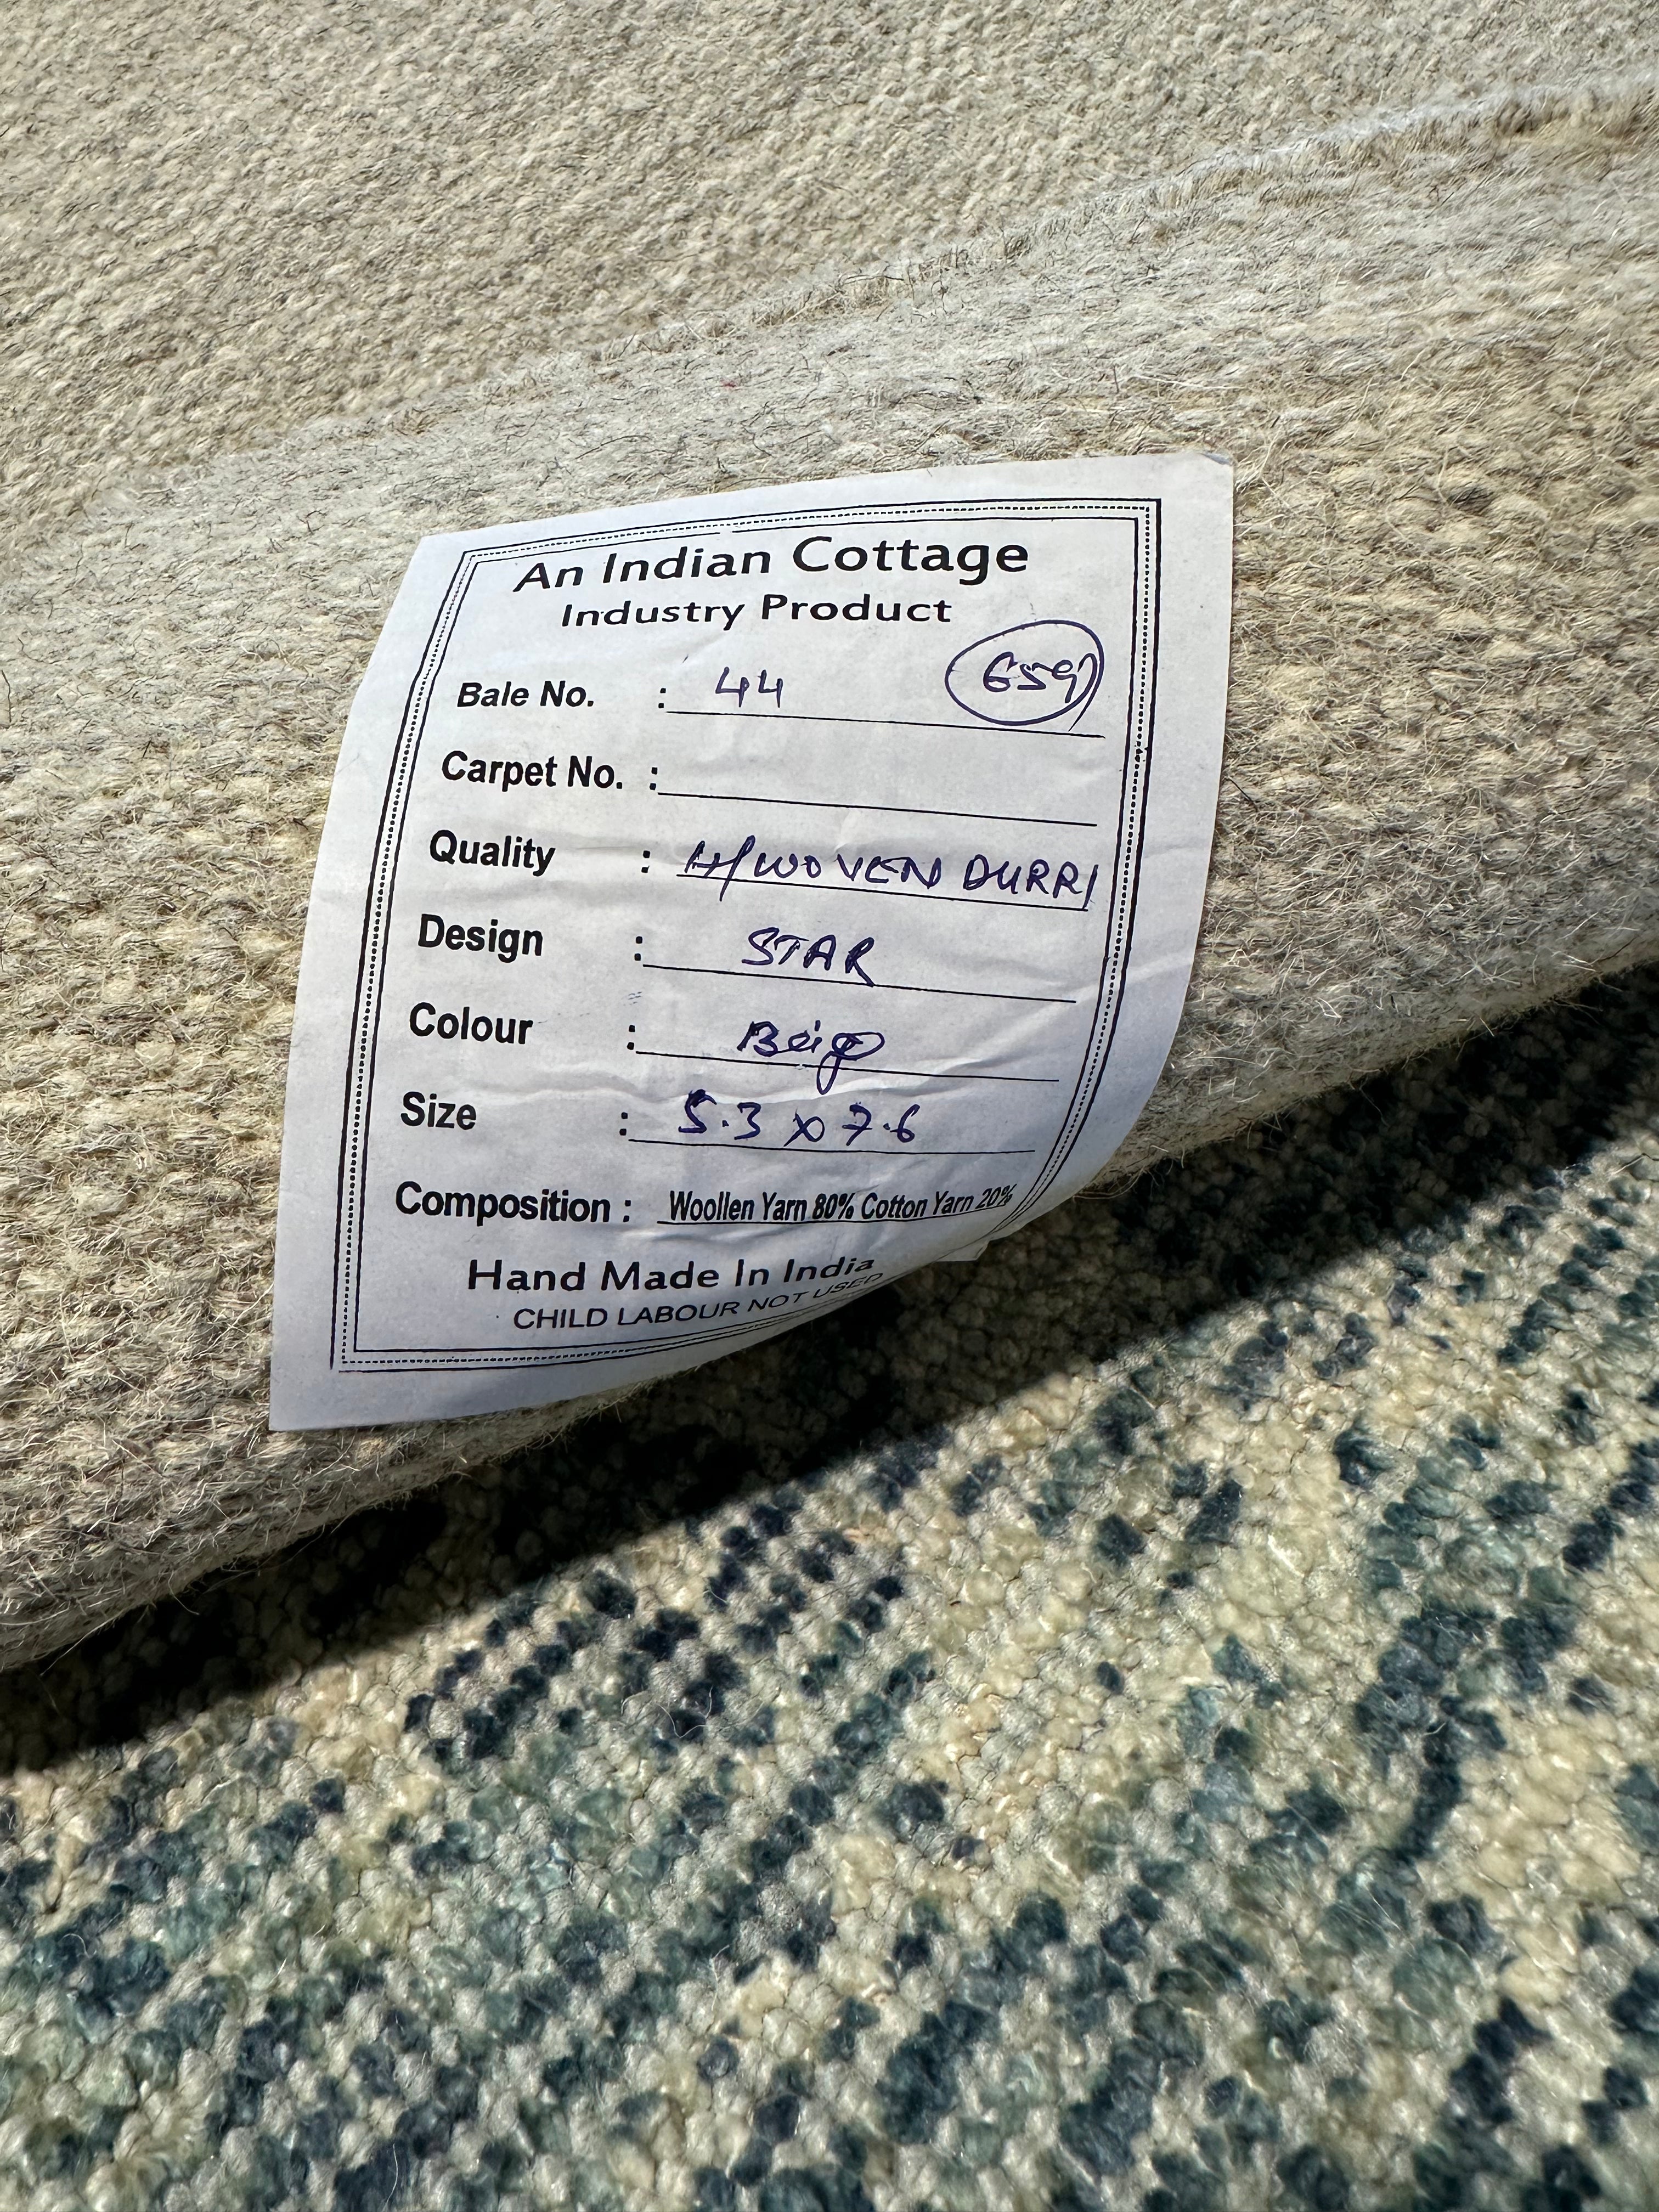 An Indian Cottage
Industry Product
Bale No. : 44 659
Carpet No. :
Quality : H/WOVEN DURRI
Design : STAR
Colour : Beige
Size : 5.3 x 7.6
Composition : Woollen Yarn 80% Cotton Yarn 20%
Hand Made In India
CHILD LABOUR NOT USED